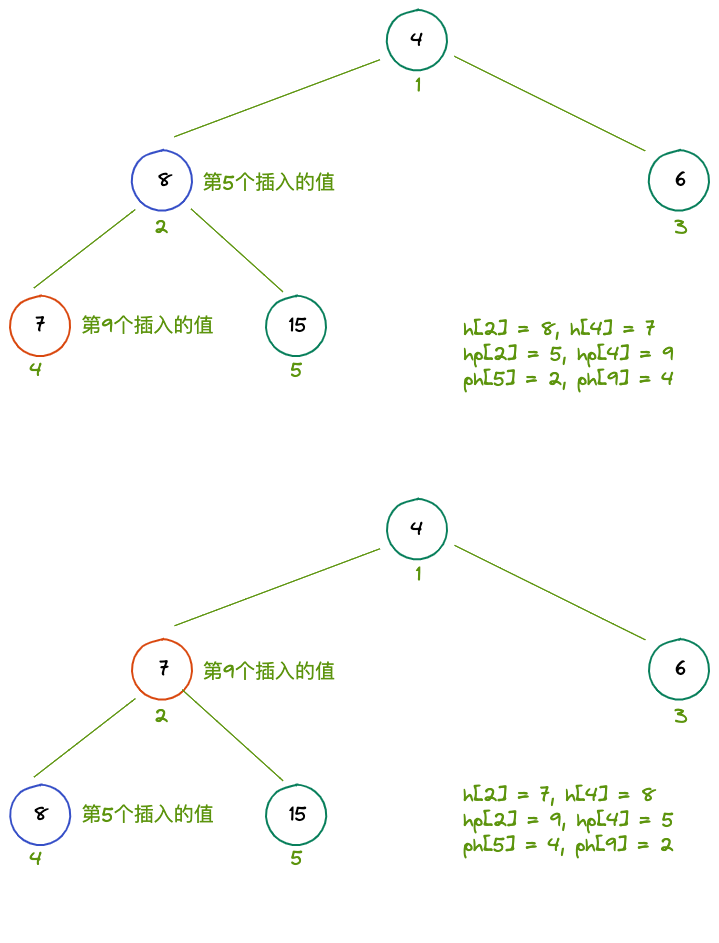 4
1
8 第5个插入的值
6
2
3
7 第9个插入的值
15
4
5
h[2] = 8, h[4] = 7
hp[2] = 5, hp[4] = 9
ph[5] = 2, ph[9] = 4
4
1
7 第9个插入的值
6
2
3
8 第5个插入的值
15
4
5
h[2] = 7, h[4] = 8
hp[2] = 9, hp[4] = 5
ph[5] = 4, ph[9] = 2